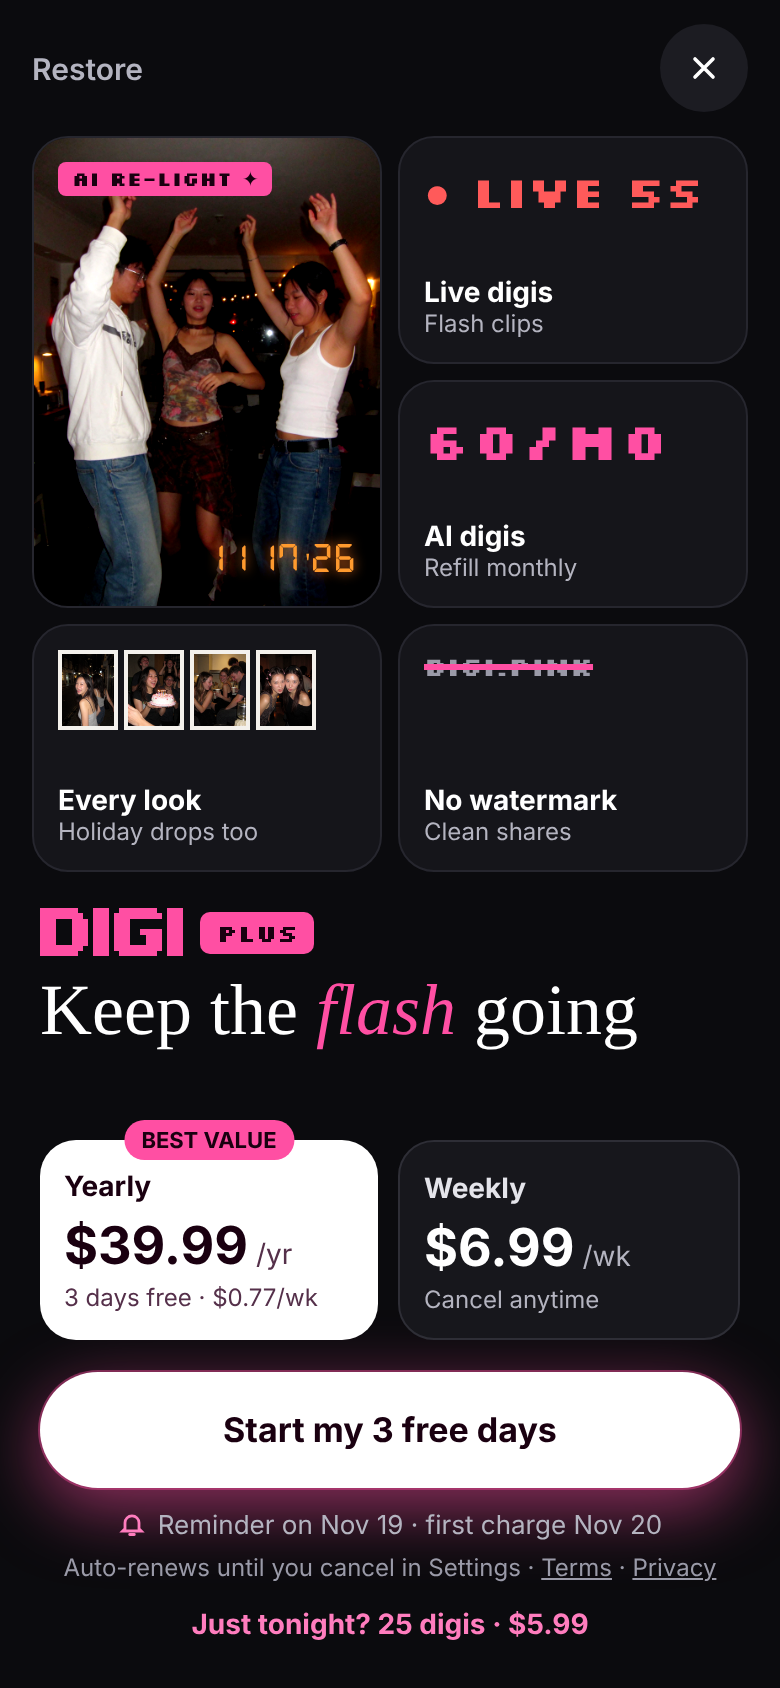 Restore
AI RE-LIGHT ✦
11 17 '26
● LIVE 5S
Live digis
Flash clips
60/MO
AI digis
Refill monthly
Every look
Holiday drops too
DIGI.PINK
No watermark
Clean shares
DIGI PLUS
Keep the flash going
BEST VALUE
Yearly
$39.99 /yr
3 days free · $0.77/wk
Weekly
$6.99 /wk
Cancel anytime
Start my 3 free days
Reminder on Nov 19 · first charge Nov 20
Auto-renews until you cancel in Settings · Terms · Privacy
Just tonight? 25 digis · $5.99